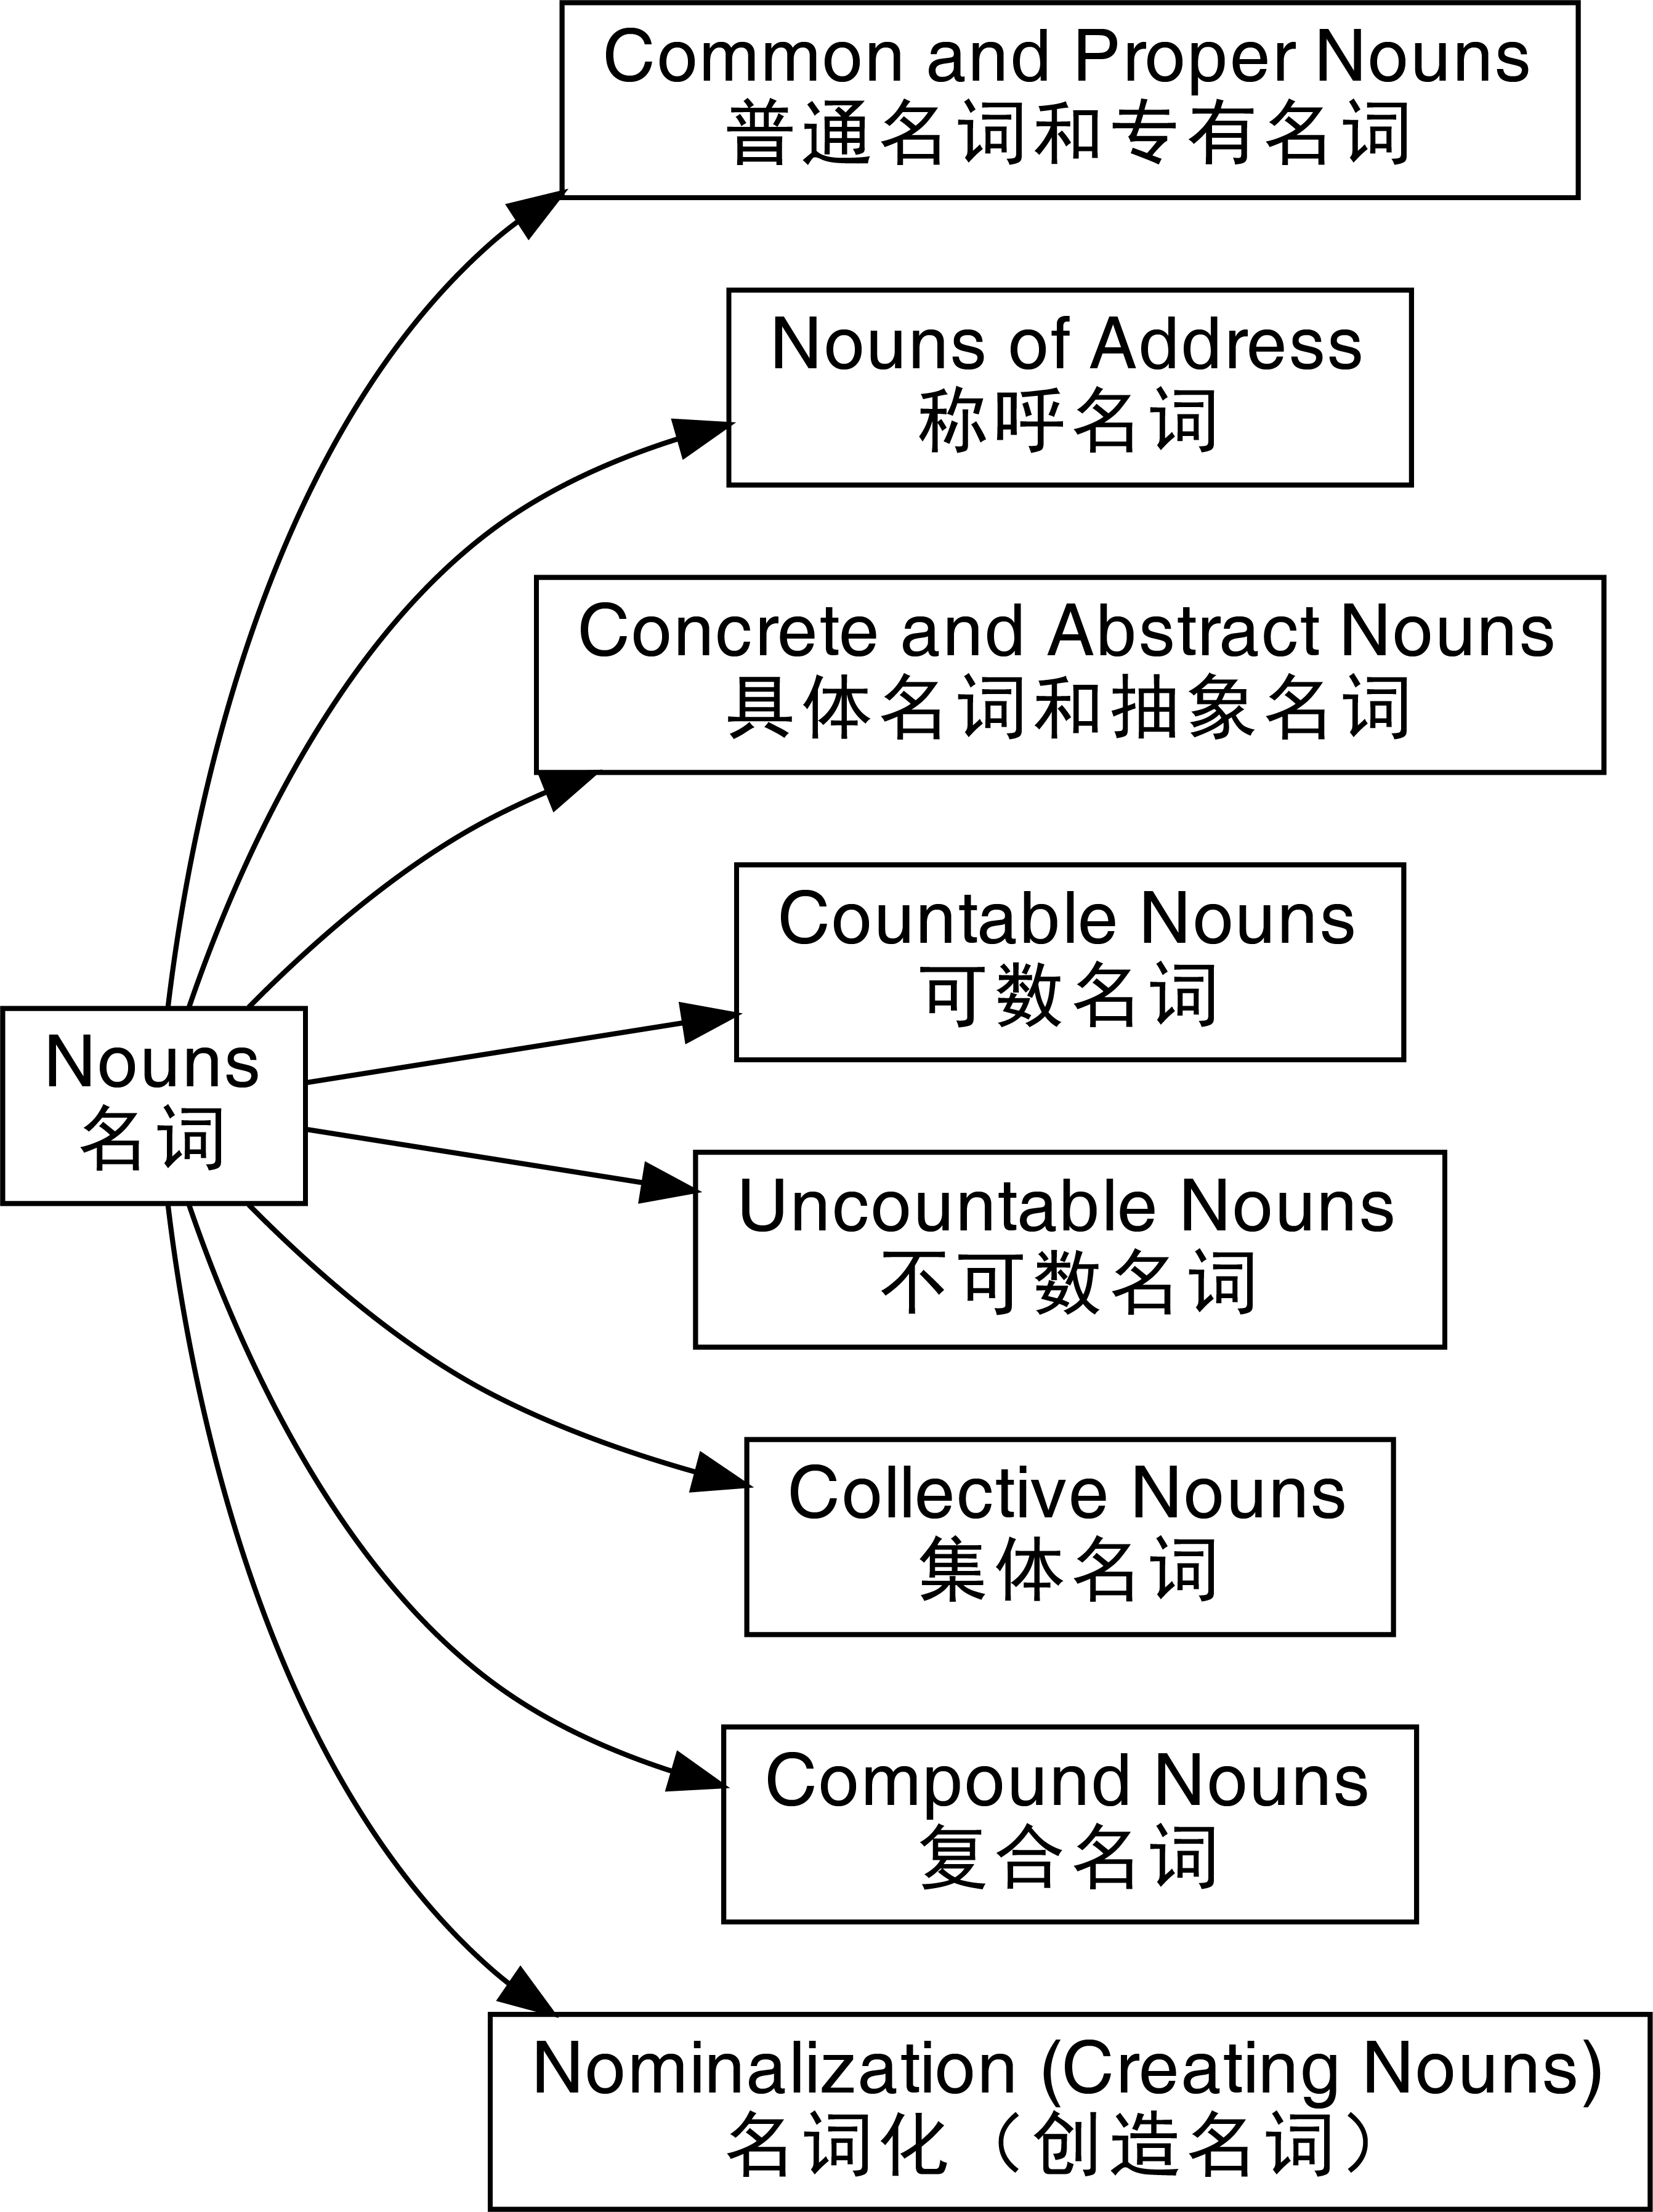 Common and Proper Nouns
普通名词和专有名词
Nouns of Address
称呼名词
Concrete and Abstract Nouns
具体名词和抽象名词
Countable Nouns
可数名词
Nouns
名词
Uncountable Nouns
不可数名词
Collective Nouns
集体名词
Compound Nouns
复合名词
Nominalization (Creating Nouns)
名词化（创造名词）